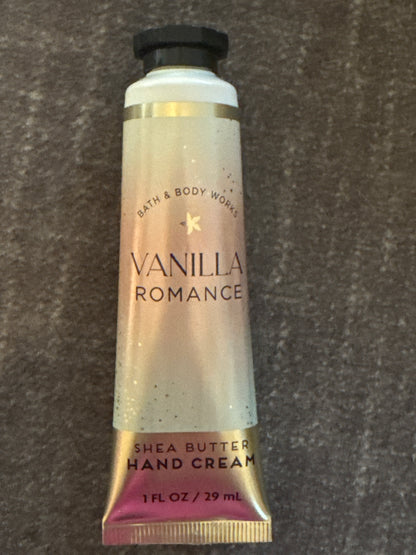 BATH & BODY WORKS
VANILLA
ROMANCE
SHEA BUTTER
HAND CREAM
1 FL OZ / 29 mL